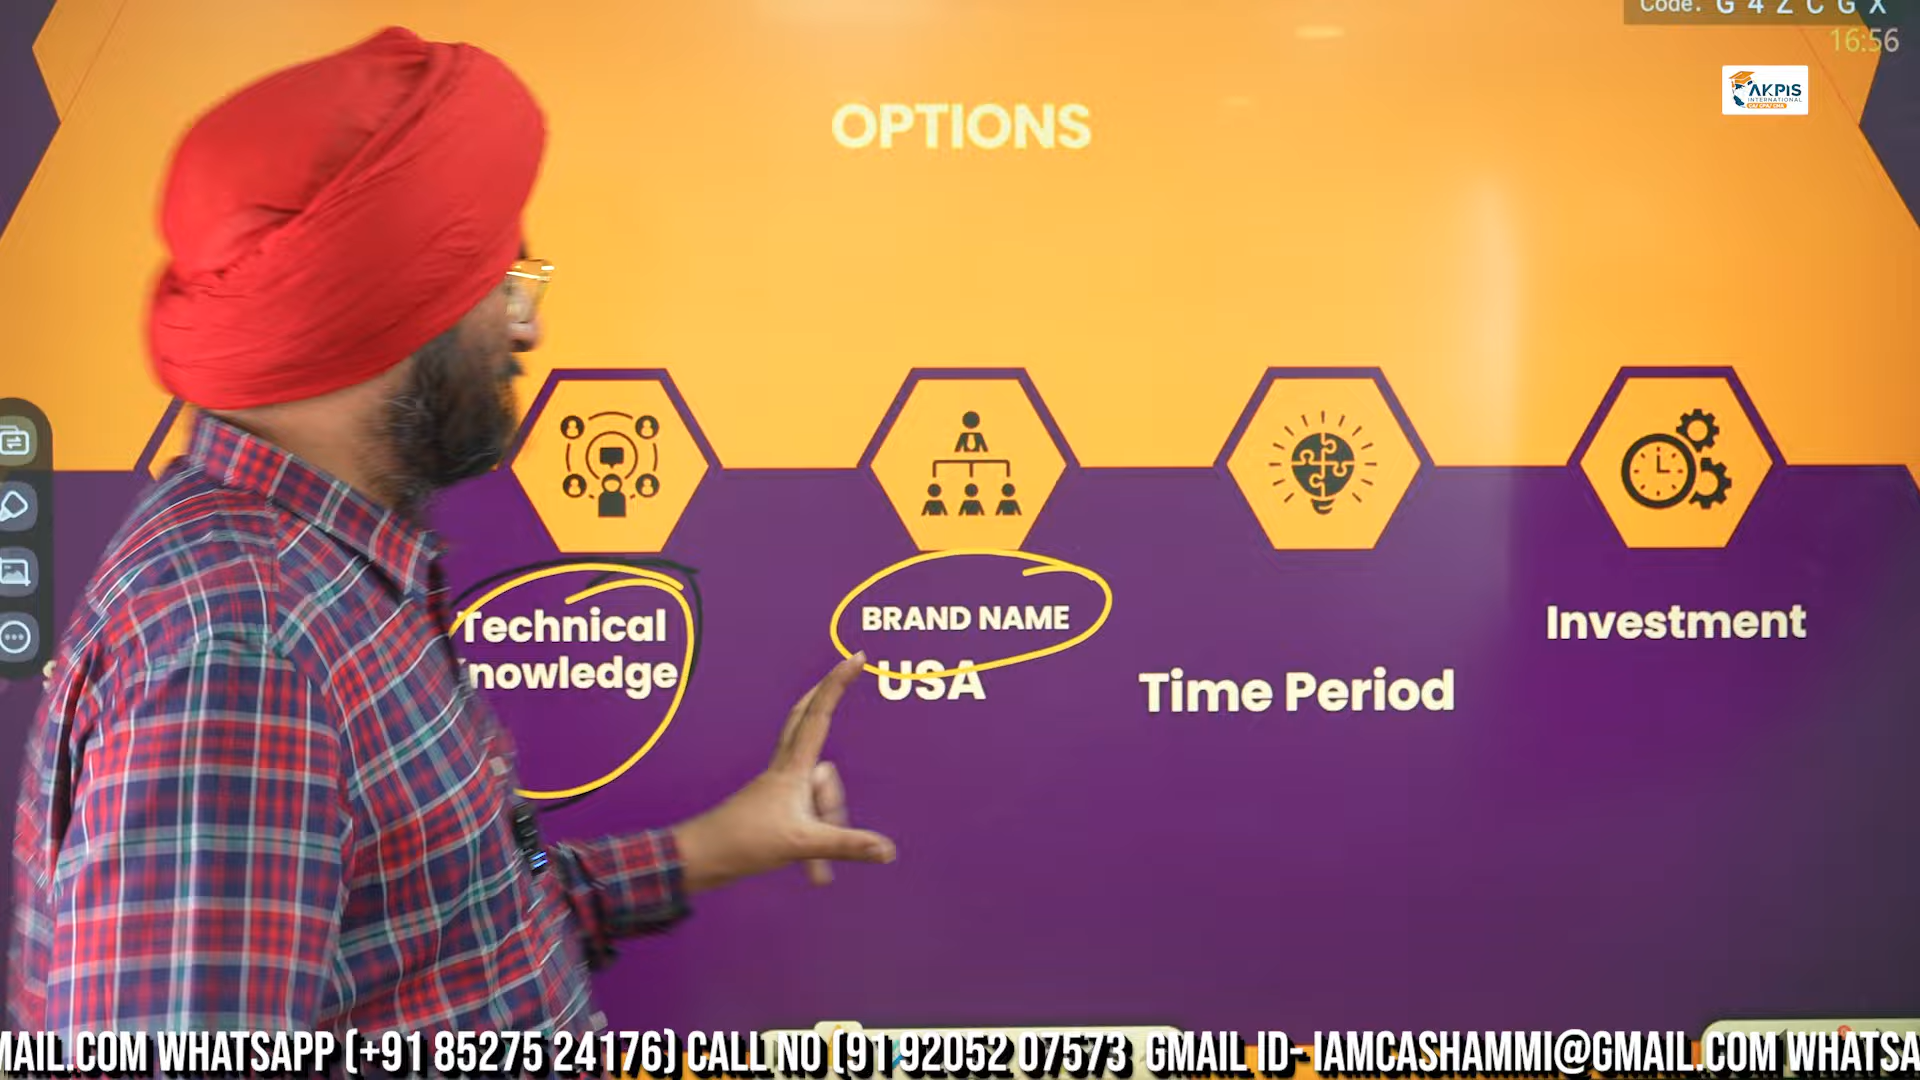 Code: G 4 Z C G X
16:56
AKPIS
INTERNATIONAL
OPTIONS
Technical
nowledge
BRAND NAME
USA
Time Period
Investment
MAIL.COM WHATSAPP (+91 85275 24176) CALL NO (91 92052 07573 GMAIL ID- IAMCASHAMMI@GMAIL.COM WHATSA